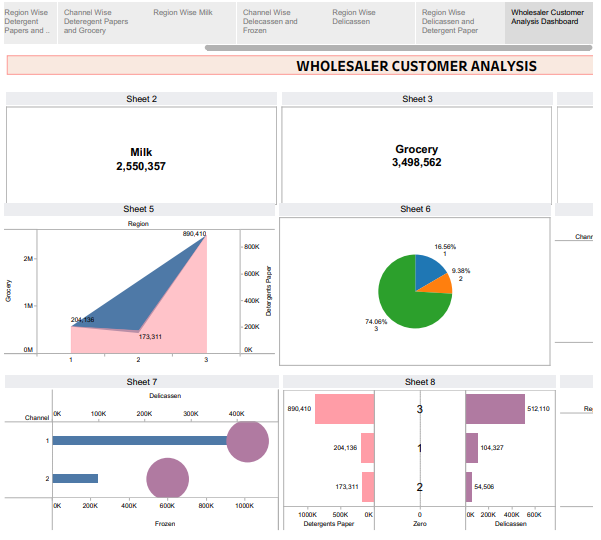 Region Wise Detergent Papers and ..
Channel Wise Deteregent Papers and Grocery
Region Wise Milk
Channel Wise Delecassen and Frozen
Region Wise Delicassen
Region Wise Delicassen and Detergent Paper
Wholesaler Customer Analysis Dashboard
WHOLESALER CUSTOMER ANALYSIS
Sheet 2
Sheet 3
Milk
2,550,357
Grocery
3,498,562
Sheet 5
Sheet 6
Region
890,410
204,136
173,311
2M
1M
0M
Grocery
800K
600K
400K
200K
0K
Detergents Paper
1 2 3
16.56%
1
9.38%
2
74.06%
3
Chann
Sheet 7
Sheet 8
Delicassen
Channel 0K 100K 200K 300K 400K
1
2
0K 200K 400K 600K 800K 1000K
Frozen
890,410 3 512,110
204,136 1 104,327
173,311 2 54,506
1000K 500K 0K 0 0K 200K 400K 600K
Detergents Paper Zero Delicassen
Re